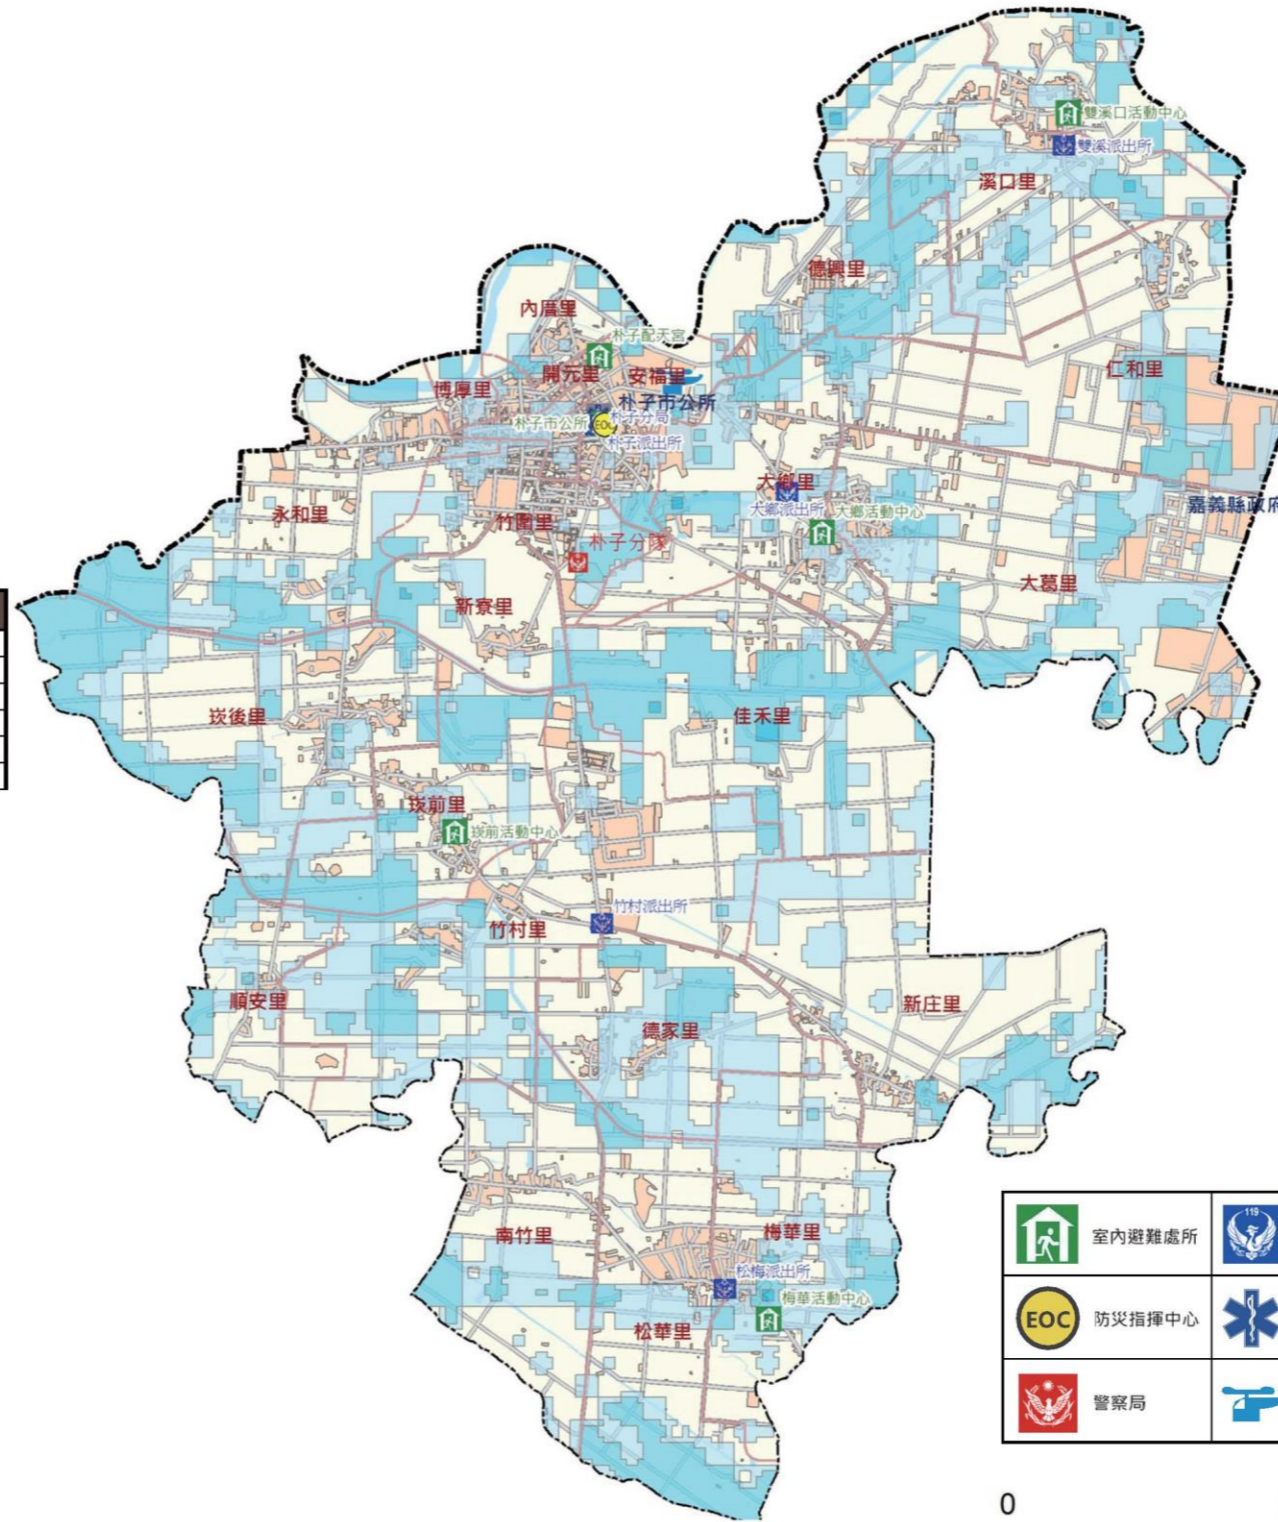 雙溪口活動中心
雙溪派出所
溪口里
德興里
內厝里
朴子配天宮
開元里
安福里
仁和里
博厚里
朴子市公所
朴子市公所
EOC
朴子分局
朴子派出所
大鄉里
永和里
竹圍里
大鄉派出所
大鄉活動中心
嘉義縣政府
朴子分隊
新寮里
大葛里
崁後里
佳禾里
崁前里
崁前活動中心
竹村派出所
竹村里
順安里
新庄里
德家里
南竹里
梅華里
松梅派出所
梅華活動中心
松華里
室內避難處所
119
EOC
防災指揮中心
警察局
0